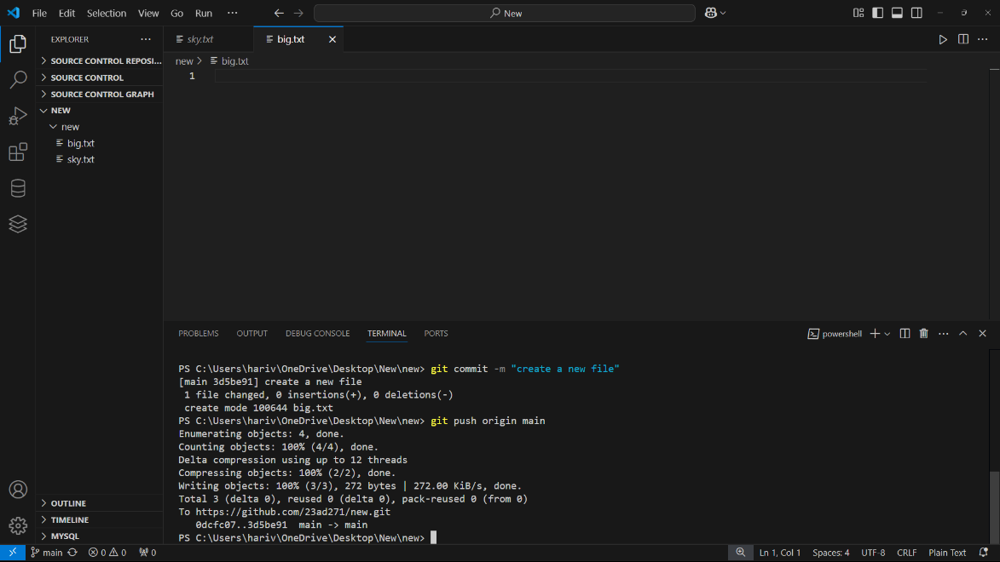 File Edit Selection View Go Run ··· New
EXPLORER ···
SOURCE CONTROL REPOSI...
SOURCE CONTROL
SOURCE CONTROL GRAPH
NEW
new
big.txt
sky.txt
OUTLINE
TIMELINE
MYSQL
sky.txt big.txt
new > big.txt
1
PROBLEMS OUTPUT DEBUG CONSOLE TERMINAL PORTS powershell
PS C:\Users\hariv\OneDrive\Desktop\New\new> git commit -m "create a new file"
[main 3d5be91] create a new file
1 file changed, 0 insertions(+), 0 deletions(-)
create mode 100644 big.txt
PS C:\Users\hariv\OneDrive\Desktop\New\new> git push origin main
Enumerating objects: 4, done.
Counting objects: 100% (4/4), done.
Delta compression using up to 12 threads
Compressing objects: 100% (2/2), done.
Writing objects: 100% (3/3), 272 bytes | 272.00 KiB/s, done.
Total 3 (delta 0), reused 0 (delta 0), pack-reused 0 (from 0)
To https://github.com/23ad271/new.git
0dcfc07..3d5be91  main -> main
PS C:\Users\hariv\OneDrive\Desktop\New\new>
main 0 0 0 Ln 1, Col 1 Spaces: 4 UTF-8 CRLF Plain Text